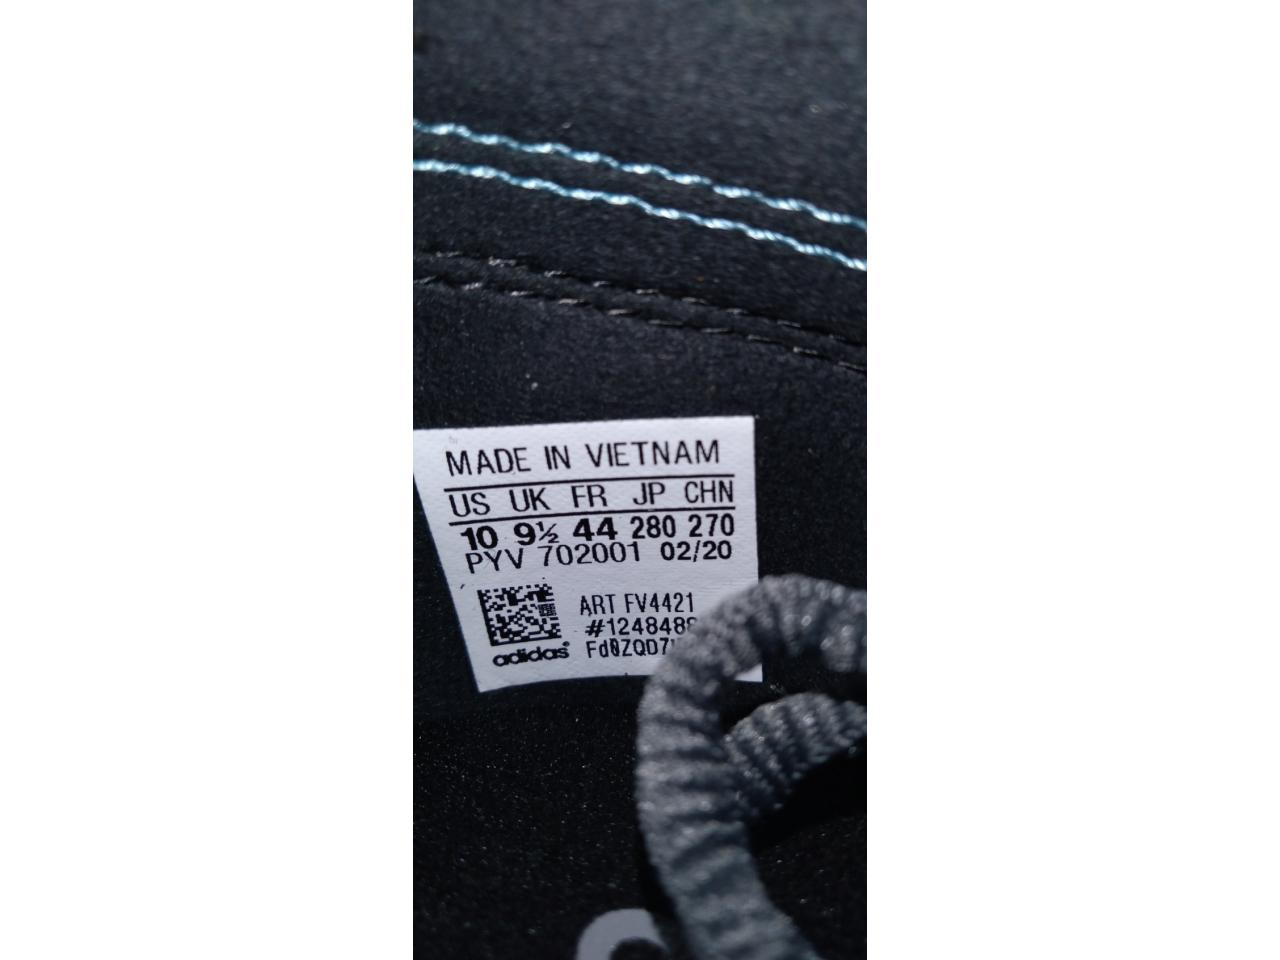 MADE IN VIETNAM
US UK FR JP CHN
10 9½ 44 280 270
PYV 702001 02/20
ART FV4421
#124848
adidas